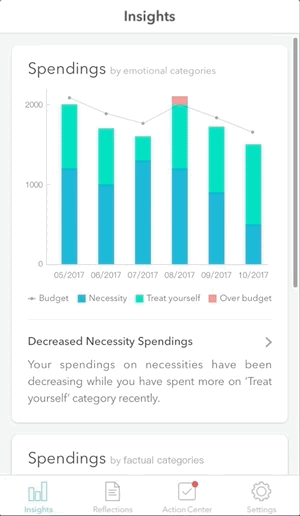 Insights
Spendings by emotional categories
2000
1000
0
05/2017 06/2017 07/2017 08/2017 09/2017 10/2017
Budget Necessity Treat yourself Over budget
Decreased Necessity Spendings
Your spendings on necessities have been
decreasing while you have spent more on ‘Treat
yourself’ category recently.
Spendings by factual categories
Insights Reflections Action Center Settings